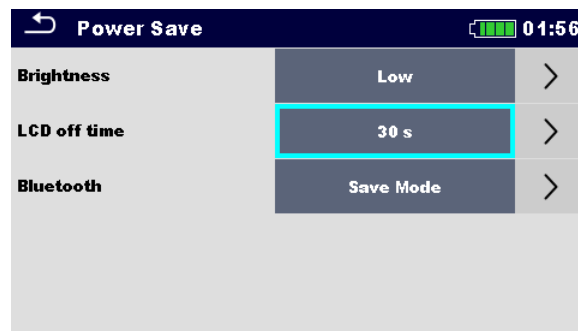 Power Save 01:56
Brightness Low
LCD off time 30 s
Bluetooth Save Mode